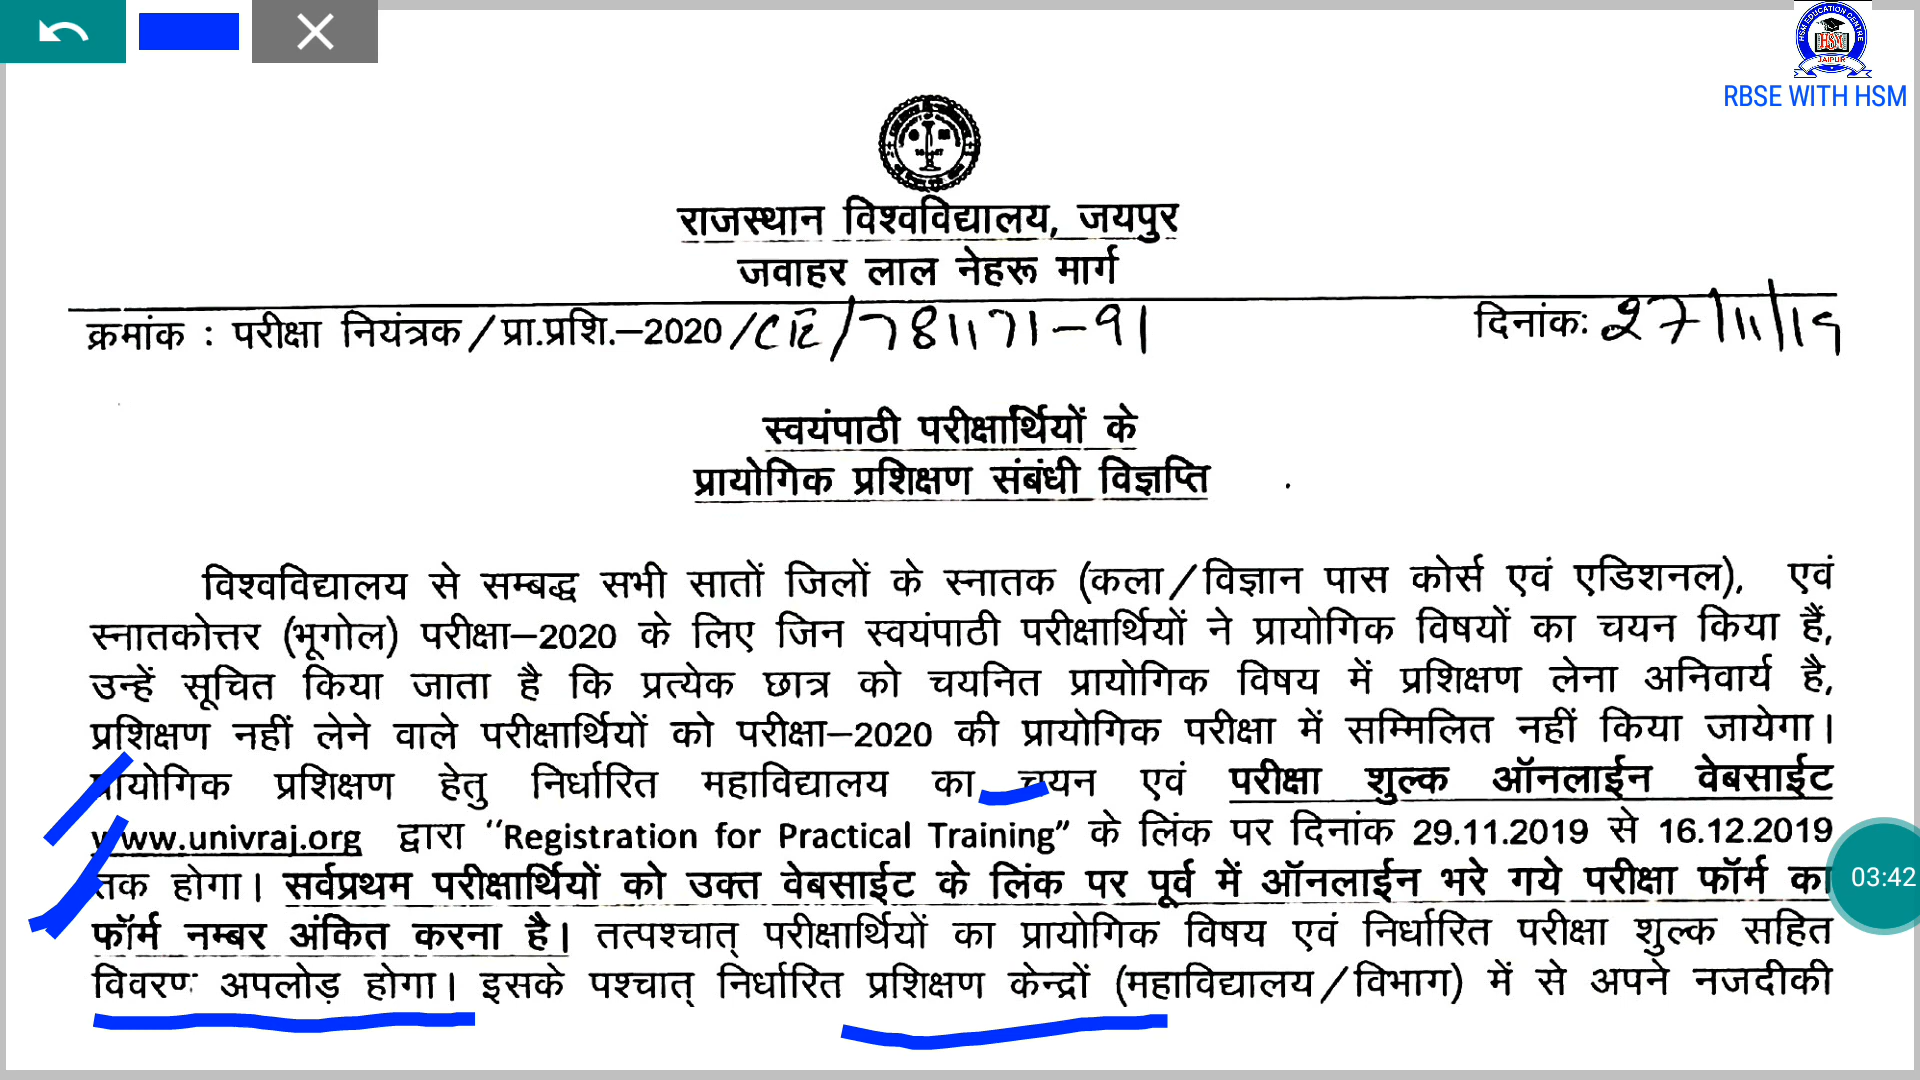 HSM EDUCATION CENTRE
HSM
JAIPUR
RBSE WITH HSM
राजस्थान विश्वविद्यालय, जयपुर
जवाहर लाल नेहरू मार्ग
क्रमांक : परीक्षा नियंत्रक/प्रा.प्रशि.–2020/CE/781171-91 दिनांक: 27/11/19
स्वयंपाठी परीक्षार्थियों के
प्रायोगिक प्रशिक्षण संबंधी विज्ञप्ति
विश्वविद्यालय से सम्बद्ध सभी सातों जिलों के स्नातक (कला/विज्ञान पास कोर्स एवं एडिशनल), एवं
स्नातकोत्तर (भूगोल) परीक्षा–2020 के लिए जिन स्वयंपाठी परीक्षार्थियों ने प्रायोगिक विषयों का चयन किया हैं,
उन्हें सूचित किया जाता है कि प्रत्येक छात्र को चयनित प्रायोगिक विषय में प्रशिक्षण लेना अनिवार्य है,
प्रशिक्षण नहीं लेने वाले परीक्षार्थियों को परीक्षा–2020 की प्रायोगिक परीक्षा में सम्मिलित नहीं किया जायेगा।
प्रायोगिक प्रशिक्षण हेतु निर्धारित महाविद्यालय का चयन एवं परीक्षा शुल्क ऑनलाईन वेबसाईट
www.univraj.org द्वारा ''Registration for Practical Training" के लिंक पर दिनांक 29.11.2019 से 16.12.2019
तक होगा। सर्वप्रथम परीक्षार्थियों को उक्त वेबसाईट के लिंक पर पूर्व में ऑनलाईन भरे गये परीक्षा फॉर्म का
फॉर्म नम्बर अंकित करना है। तत्पश्चात् परीक्षार्थियों का प्रायोगिक विषय एवं निर्धारित परीक्षा शुल्क सहित
विवरण अपलोड़ होगा। इसके पश्चात् निर्धारित प्रशिक्षण केन्द्रों (महाविद्यालय/विभाग) में से अपने नजदीकी
03:42